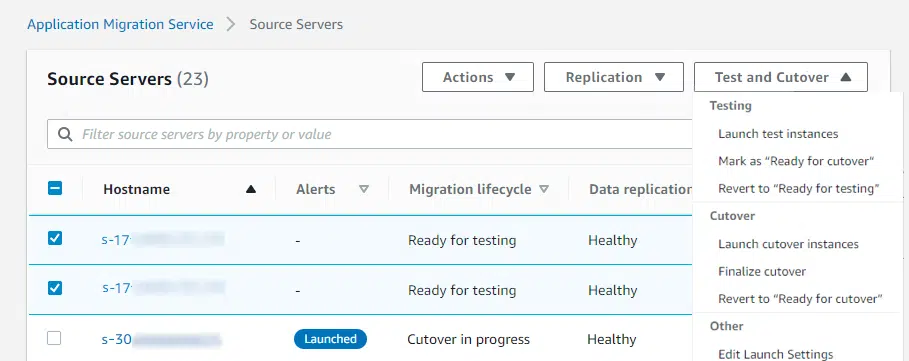 Application Migration Service > Source Servers
Source Servers (23)
Actions
Replication
Test and Cutover
Testing
Launch test instances
Mark as “Ready for cutover”
Revert to “Ready for testing”
Cutover
Launch cutover instances
Finalize cutover
Revert to “Ready for cutover”
Other
Edit Launch Settings
Filter source servers by property or value
Hostname Alerts Migration lifecycle Data replication
s-17 - Ready for testing Healthy
s-17 - Ready for testing Healthy
s-30 Launched Cutover in progress Healthy